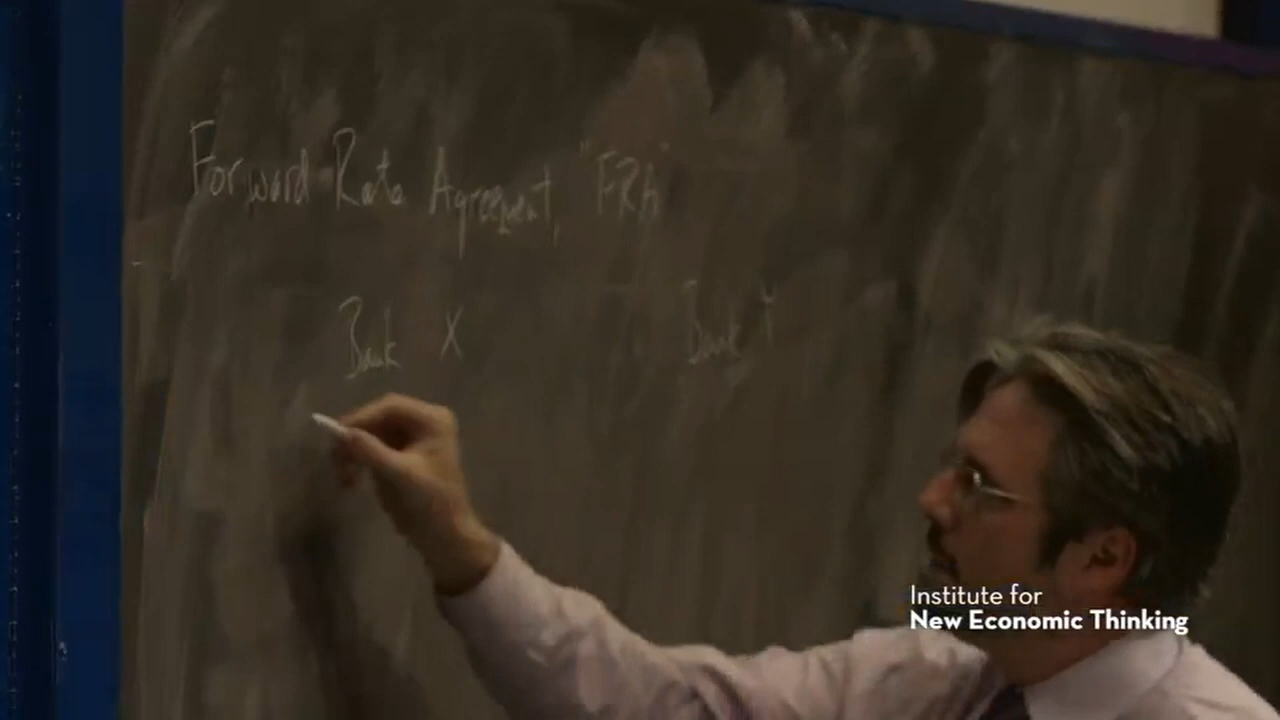 Forward Rate Agreement "FRA"
Bank X Bank Y
Institute for
New Economic Thinking